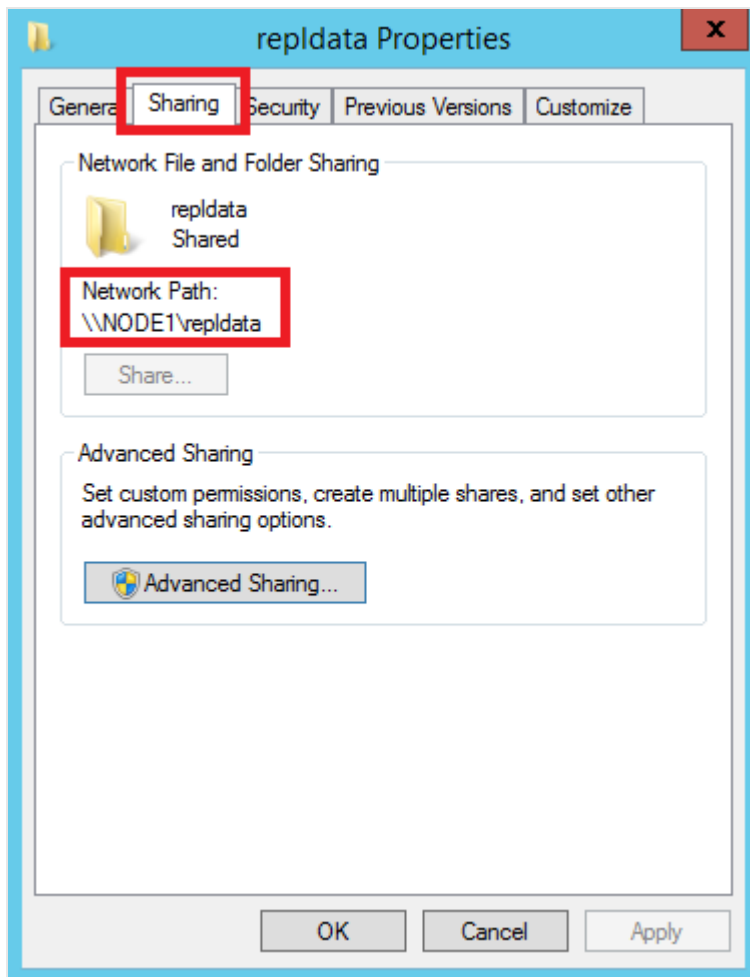 repldata Properties
x
General Sharing Security Previous Versions Customize
Network File and Folder Sharing
repldata
Shared
Network Path:
\\NODE1\repldata
Share...
Advanced Sharing
Set custom permissions, create multiple shares, and set other
advanced sharing options.
Advanced Sharing...
OK Cancel Apply